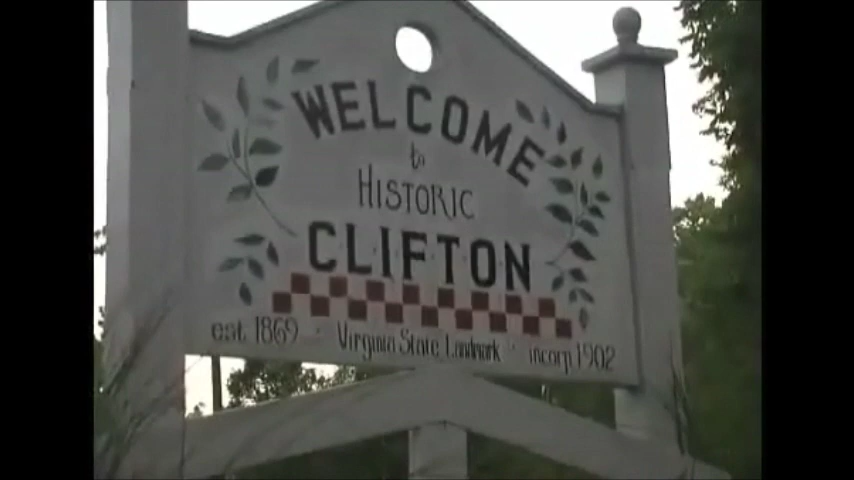 WELCOME
to
HISTORIC
CLIFTON
est 1869 · Virginia State Landmark · incorp 1902